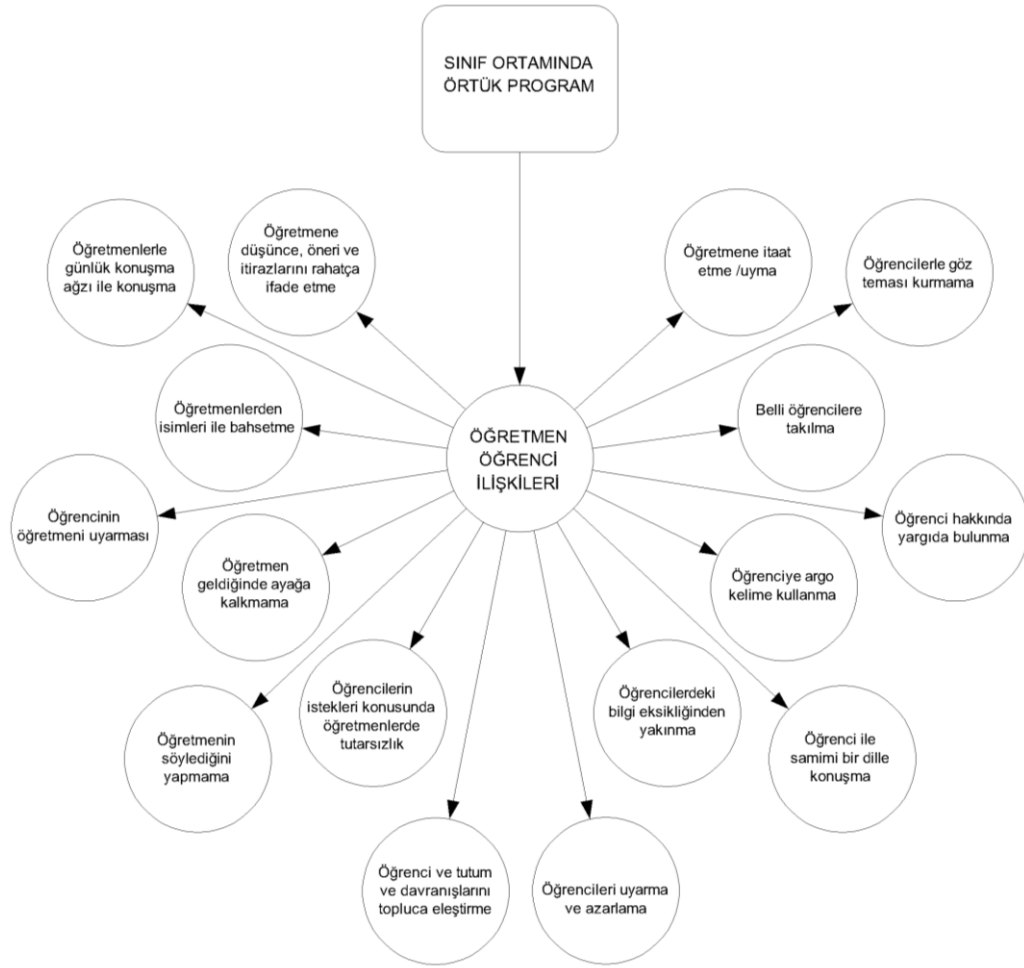 SINIF ORTAMINDA
ÖRTÜK PROGRAM
Öğretmenlerle
günlük konuşma
ağzı ile konuşma
Öğretmene
düşünce, öneri ve
itirazlarını rahatça
ifade etme
Öğretmene itaat
etme /uyma
Öğrencilerle göz
teması kurmama
Öğretmenlerden
isimleri ile bahsetme
ÖĞRETMEN
ÖĞRENCİ
İLİŞKİLERİ
Belli öğrencilere
takılma
Öğrencinin
öğretmeni uyarması
Öğretmen
geldiğinde ayağa
kalkmama
Öğrenciye argo
kelime kullanma
Öğrenci hakkında
yargıda bulunma
Öğretmenin
söylediğini
yapmama
Öğrencilerin
istekleri konusunda
öğretmenlerde
tutarsızlık
Öğrencilerdeki
bilgi eksikliğinden
yakınma
Öğrenci ile
samimi bir dille
konuşma
Öğrenci ve tutum
ve davranışlarını
topluca eleştirme
Öğrencileri uyarma
ve azarlama